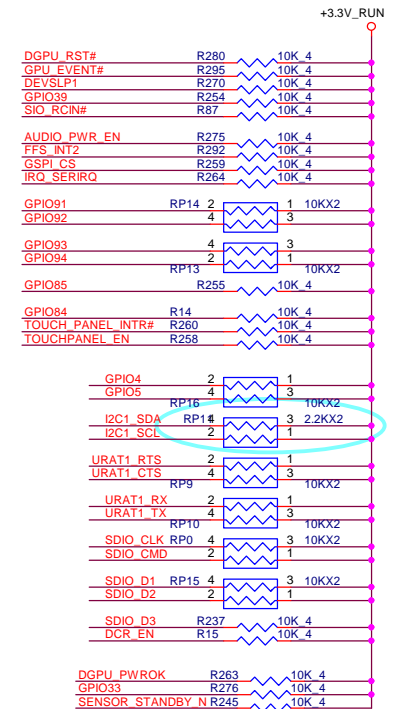 +3.3V_RUN
DGPU_RST# R280 10K_4
GPU_EVENT# R295 10K_4
DEVSLP1 R270 10K_4
GPIO39 R254 10K_4
SIO_RCIN# R87 10K_4
AUDIO_PWR_EN R275 10K_4
FFS_INT2 R292 10K_4
GSPI_CS R259 10K_4
IRQ_SERIRQ R264 10K_4
GPIO91 RP14 2 1 10KX2
GPIO92 4 3
GPIO93 4 3
GPIO94 2 1
RP13 10KX2
GPIO85 R255 10K_4
GPIO84 R14 10K_4
TOUCH_PANEL_INTR# R260 10K_4
TOUCHPANEL_EN R258 10K_4
GPIO4 2 1
GPIO5 4 3
RP16 10KX2
I2C1_SDA RP11 4 3 2.2KX2
I2C1_SCL 2 1
URAT1_RTS 2 1
URAT1_CTS 4 3
RP9 10KX2
URAT1_RX 2 1
URAT1_TX 4 3
RP10 10KX2
SDIO_CLK RP0 4 3 10KX2
SDIO_CMD 2 1
SDIO_D1 RP15 4 3 10KX2
SDIO_D2 2 1
SDIO_D3 R237 10K_4
DCR_EN R15 10K_4
DGPU_PWROK R263 10K_4
GPIO33 R276 10K_4
SENSOR_STANDBY_N R245 10K_4